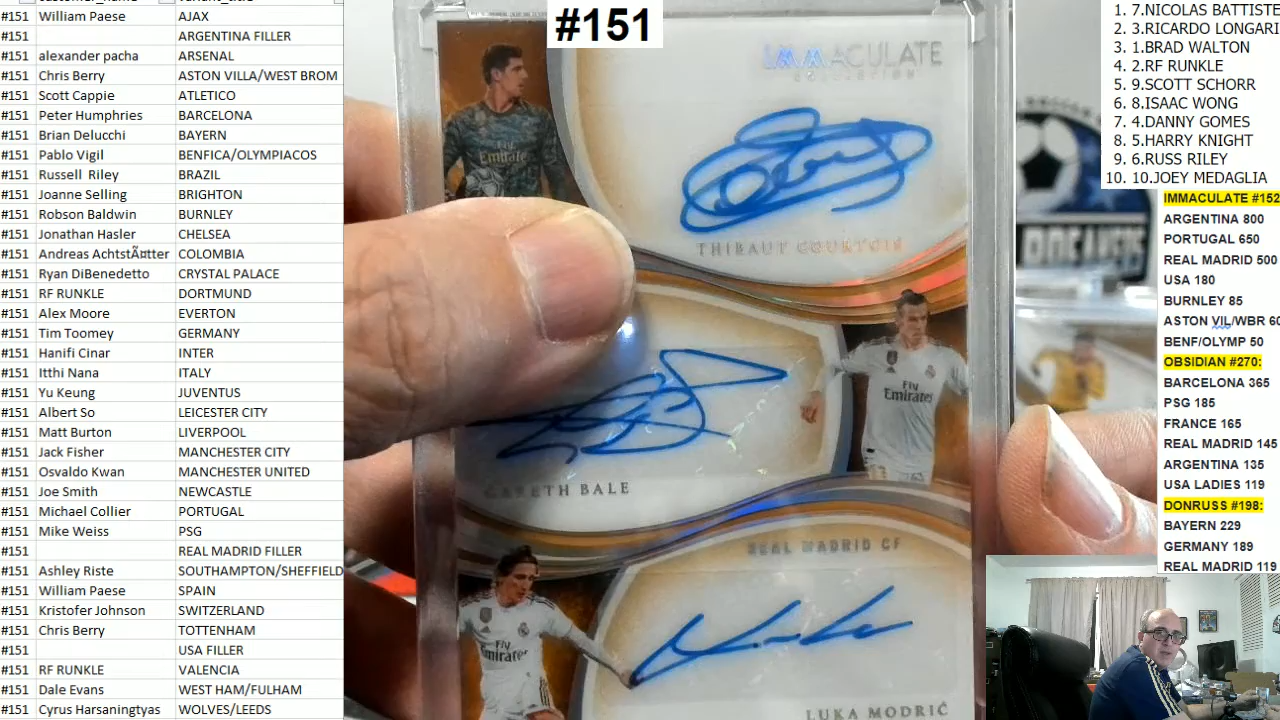 #151 William Paese AJAX
#151 ARGENTINA FILLER
#151 alexander pacha ARSENAL
#151 Chris Berry ASTON VILLA/WEST BROM
#151 Scott Cappie ATLETICO
#151 Peter Humphries BARCELONA
#151 Brian Delucchi BAYERN
#151 Pablo Vigil BENFICA/OLYMPIACOS
#151 Russell Riley BRAZIL
#151 Joanne Selling BRIGHTON
#151 Robson Baldwin BURNLEY
#151 Jonathan Hasler CHELSEA
#151 Andreas AchtstÃ¤tter COLOMBIA
#151 Ryan DiBenedetto CRYSTAL PALACE
#151 RF RUNKLE DORTMUND
#151 Alex Moore EVERTON
#151 Tim Toomey GERMANY
#151 Hanifi Cinar INTER
#151 Itthi Nana ITALY
#151 Yu Keung JUVENTUS
#151 Albert So LEICESTER CITY
#151 Matt Burton LIVERPOOL
#151 Jack Fisher MANCHESTER CITY
#151 Osvaldo Kwan MANCHESTER UNITED
#151 Joe Smith NEWCASTLE
#151 Michael Collier PORTUGAL
#151 Mike Weiss PSG
#151 REAL MADRID FILLER
#151 Ashley Riste SOUTHAMPTON/SHEFFIELD
#151 William Paese SPAIN
#151 Kristofer Johnson SWITZERLAND
#151 Chris Berry TOTTENHAM
#151 USA FILLER
#151 RF RUNKLE VALENCIA
#151 Dale Evans WEST HAM/FULHAM
#151 Cyrus Harsaningtyas WOLVES/LEEDS
#151
IMMACULATE
COLLECTION
Fly
Emirates
THIBAUT COURTOIS
Fly
Emirates
GARETH BALE
REAL MADRID CF
Fly
Emirates
LUKA MODRIĆ
1. 7.NICOLAS BATTISTE
2. 3.RICARDO LONGARI
3. 1.BRAD WALTON
4. 2.RF RUNKLE
5. 9.SCOTT SCHORR
6. 8.ISAAC WONG
7. 4.DANNY GOMES
8. 5.HARRY KNIGHT
9. 6.RUSS RILEY
10. 10.JOEY MEDAGLIA
IMMACULATE #152
ARGENTINA 800
PORTUGAL 650
REAL MADRID 500
USA 180
BURNLEY 85
ASTON VIL/WBR 60
BENF/OLYMP 50
OBSIDIAN #270:
BARCELONA 365
PSG 185
FRANCE 165
REAL MADRID 145
ARGENTINA 135
USA LADIES 119
DONRUSS #198:
BAYERN 229
GERMANY 189
REAL MADRID 119